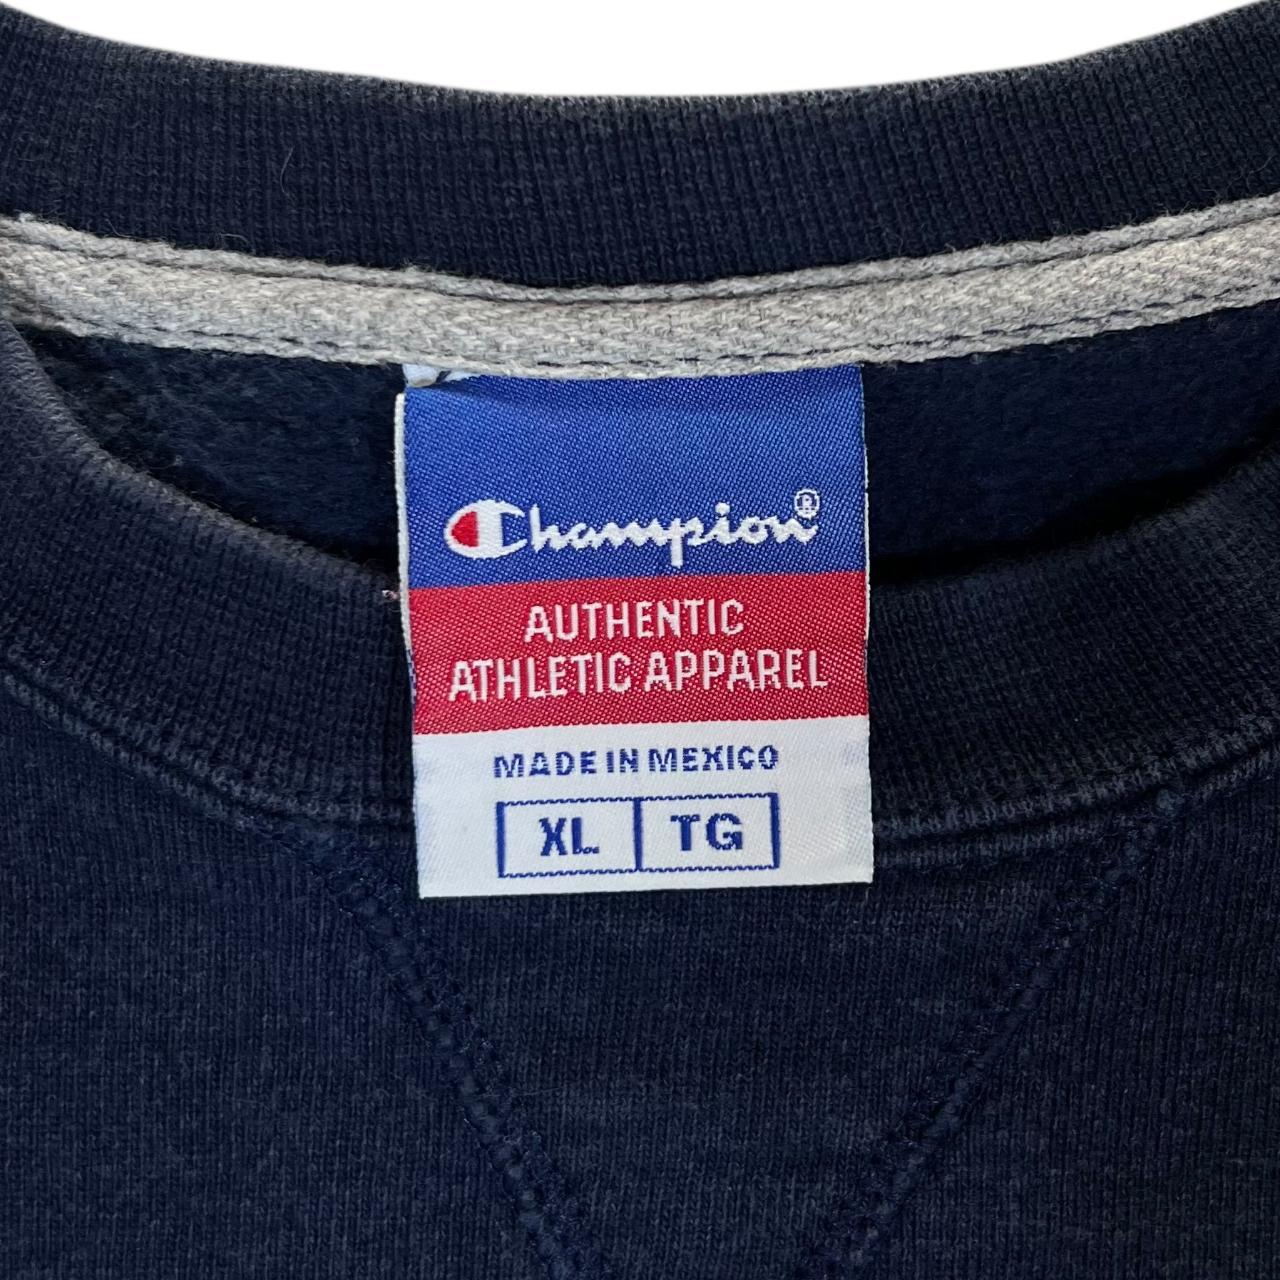 Champion®
AUTHENTIC
ATHLETIC APPAREL
MADE IN MEXICO
XL TG